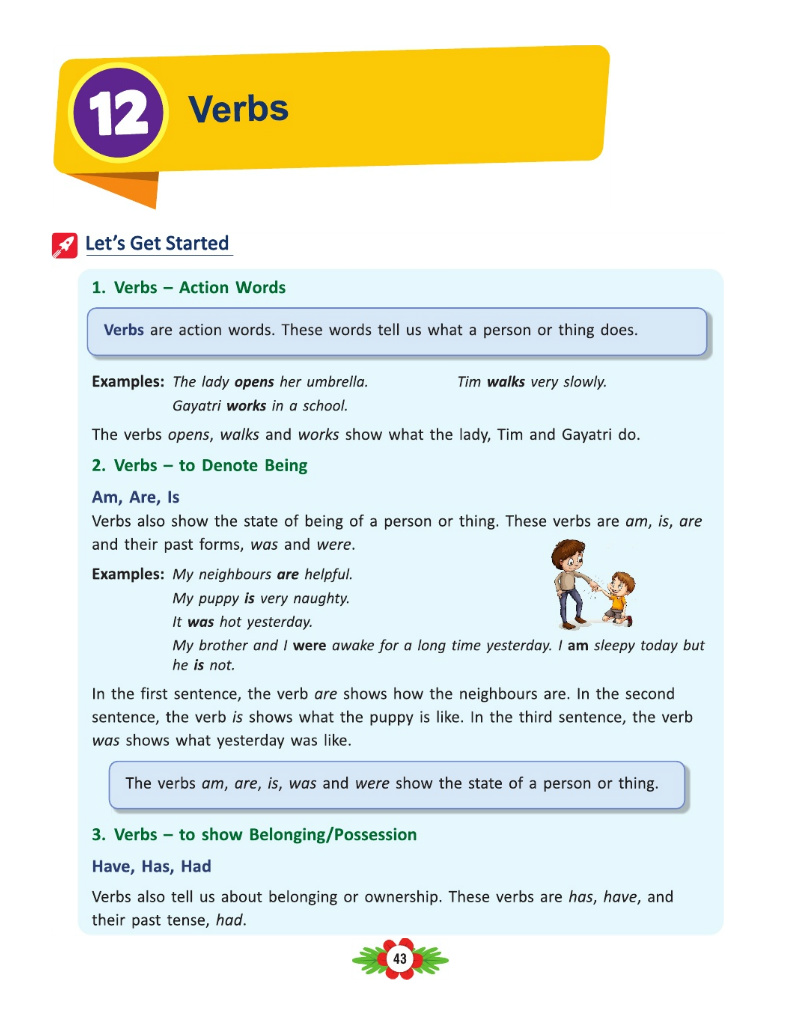 12 Verbs
Let's Get Started
1. Verbs – Action Words
Verbs are action words. These words tell us what a person or thing does.
Examples: The lady opens her umbrella. Tim walks very slowly.
Gayatri works in a school.
The verbs opens, walks and works show what the lady, Tim and Gayatri do.
2. Verbs – to Denote Being
Am, Are, Is
Verbs also show the state of being of a person or thing. These verbs are am, is, are
and their past forms, was and were.
Examples: My neighbours are helpful.
My puppy is very naughty.
It was hot yesterday.
My brother and I were awake for a long time yesterday. I am sleepy today but
he is not.
In the first sentence, the verb are shows how the neighbours are. In the second
sentence, the verb is shows what the puppy is like. In the third sentence, the verb
was shows what yesterday was like.
The verbs am, are, is, was and were show the state of a person or thing.
3. Verbs – to show Belonging/Possession
Have, Has, Had
Verbs also tell us about belonging or ownership. These verbs are has, have, and
their past tense, had.
43